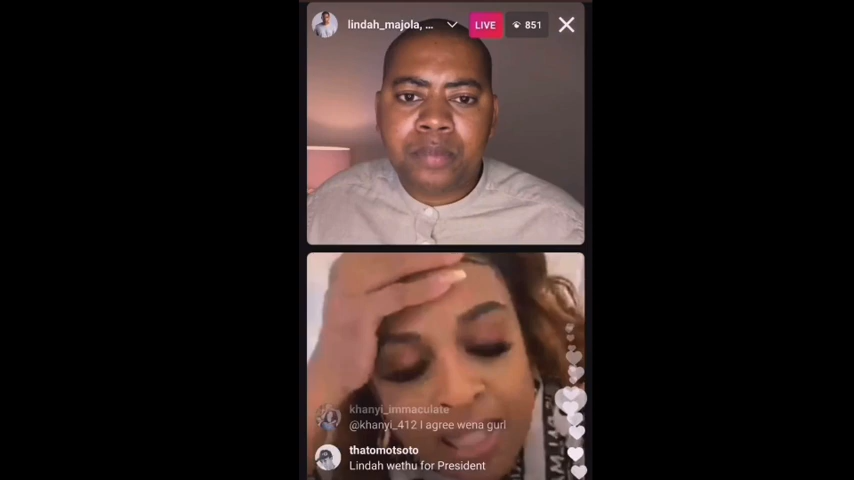 lindah_majola, ...
LIVE
851
khanyi_immaculate
@khanyi_412 I agree wena gurl
thatomotsoto
Lindah wethu for President